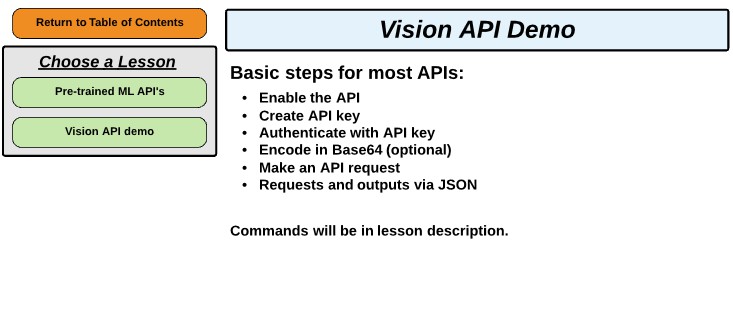 Return to Table of Contents
Choose a Lesson
Pre-trained ML API's
Vision API demo
Vision API Demo
Basic steps for most APIs:
• Enable the API
• Create API key
• Authenticate with API key
• Encode in Base64 (optional)
• Make an API request
• Requests and outputs via JSON
Commands will be in lesson description.